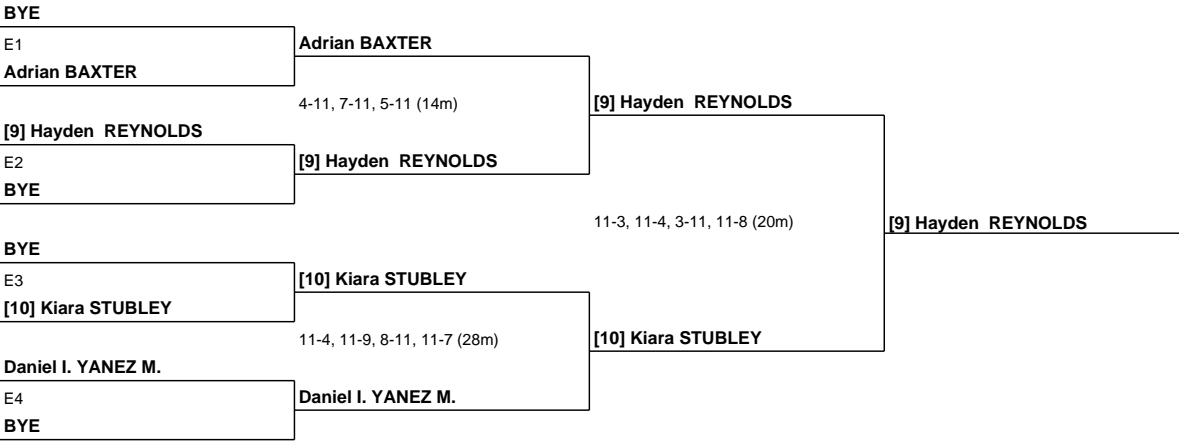 BYE
E1
Adrian BAXTER
Adrian BAXTER
4-11, 7-11, 5-11 (14m)
[9] Hayden REYNOLDS
[9] Hayden REYNOLDS
E2
[9] Hayden REYNOLDS
BYE
11-3, 11-4, 3-11, 11-8 (20m)
[9] Hayden REYNOLDS
BYE
E3
[10] Kiara STUBLEY
[10] Kiara STUBLEY
11-4, 11-9, 8-11, 11-7 (28m)
[10] Kiara STUBLEY
Daniel I. YANEZ M.
E4
Daniel I. YANEZ M.
BYE